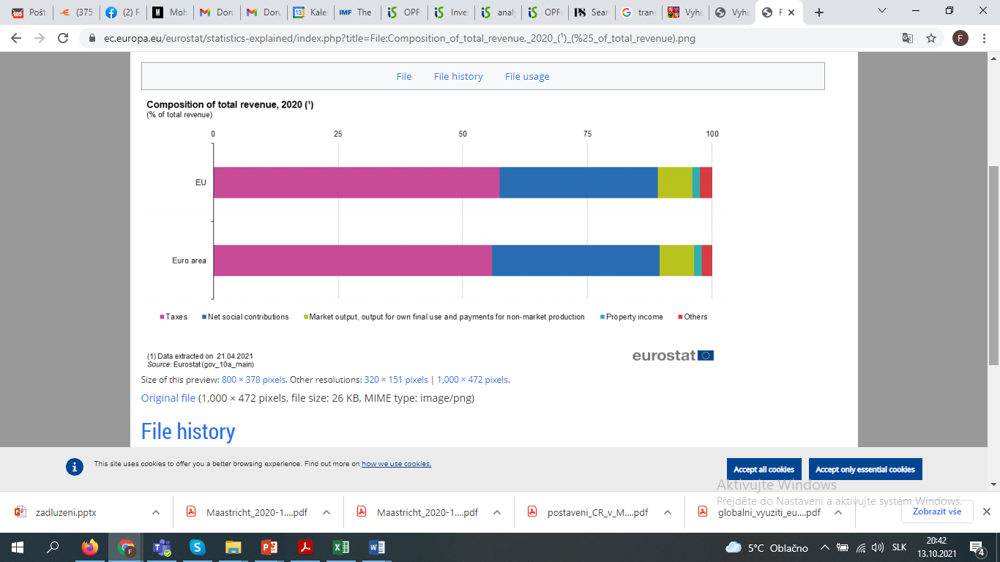 Pošta
(375
(2) F
Moh
Doru
Doru
Kale
IMF The
OPF:
Inve:
analy
OPF:
Sear
trans
Vyho
Vyho
F
ec.europa.eu/eurostat/statistics-explained/index.php?title=File:Composition_of_total_revenue,_2020_(¹)_(%25_of_total_revenue).png
F
File File history File usage
Composition of total revenue, 2020 (¹)
(% of total revenue)
0 25 50 75 100
EU
Euro area
Taxes Net social contributions Market output, output for own final use and payments for non-market production Property income Others
(1) Data extracted on 21.04.2021
Source: Eurostat (gov_10a_main)
eurostat
Size of this preview: 800 × 378 pixels. Other resolutions: 320 × 151 pixels | 1,000 × 472 pixels.
Original file (1,000 × 472 pixels, file size: 26 KB, MIME type: image/png)
File history
This site uses cookies to offer you a better browsing experience. Find out more on how we use cookies.
Accept all cookies Accept only essential cookies
Aktivujte Windows
Přejděte do Nastavení a aktivujte systém Windows.
zadluzeni.pptx Maastricht_2020-1....pdf Maastricht_2020-1....pdf postaveni_CR_v_M....pdf globalni_vyuziti_eu....pdf Zobrazit vše
5°C Oblačno SLK 20:42
13.10.2021
4